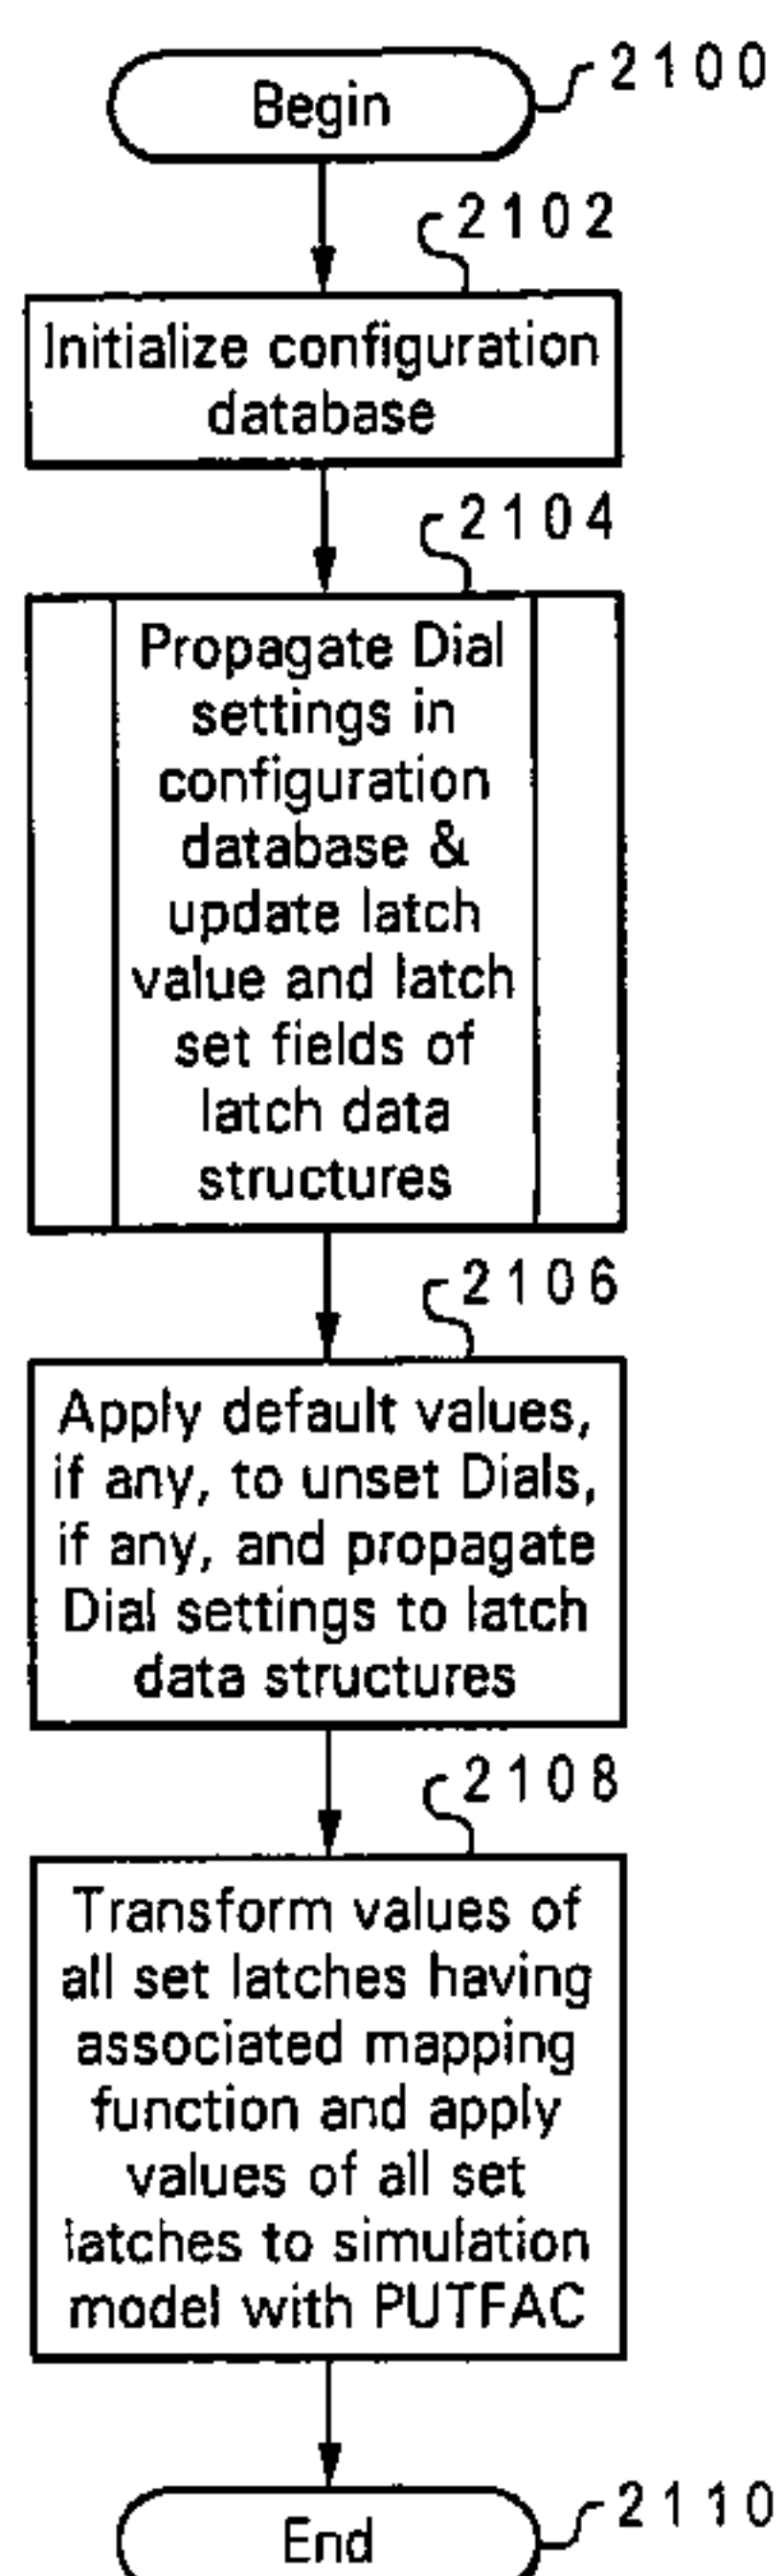 Begin
2100
2102
Initialize configuration
database
2104
Propagate Dial
settings in
configuration
database &
update latch
value and latch
set fields of
latch data
structures
2106
Apply default values,
if any, to unset Dials,
if any, and propagate
Dial settings to latch
data structures
2108
Transform values of
all set latches having
associated mapping
function and apply
values of all set
latches to simulation
model with PUTFAC
End
2110